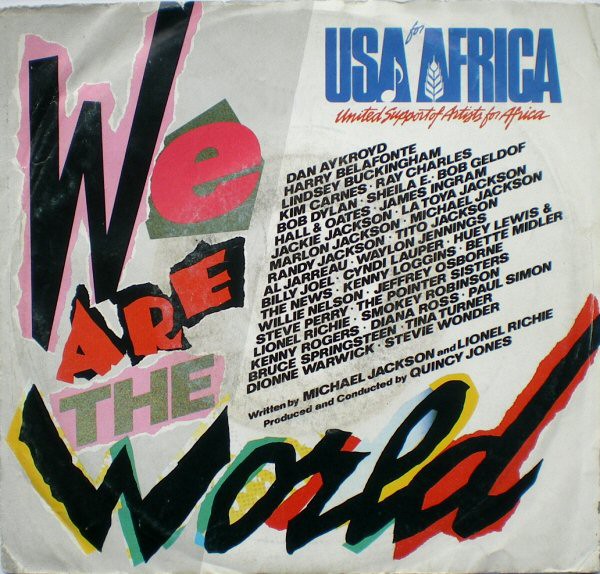 We
ARE
THE
World
for
USA AFRICA
United Support of Artists for Africa
DAN AYKROYD
HARRY BELAFONTE
LINDSEY BUCKINGHAM
KIM CARNES · RAY CHARLES
BOB DYLAN · SHEILA E. · BOB GELDOF
HALL & OATES · JAMES INGRAM
JACKIE JACKSON · LA TOYA JACKSON
MARLON JACKSON · MICHAEL JACKSON
RANDY JACKSON · TITO JACKSON
AL JARREAU · WAYLON JENNINGS
BILLY JOEL · CYNDI LAUPER · HUEY LEWIS &
THE NEWS · KENNY LOGGINS · BETTE MIDLER
WILLIE NELSON · JEFFREY OSBORNE
STEVE PERRY · THE POINTER SISTERS
LIONEL RICHIE · SMOKEY ROBINSON
KENNY ROGERS · DIANA ROSS · PAUL SIMON
BRUCE SPRINGSTEEN · TINA TURNER
DIONNE WARWICK · STEVIE WONDER
Written by MICHAEL JACKSON and LIONEL RICHIE
Produced and Conducted by QUINCY JONES